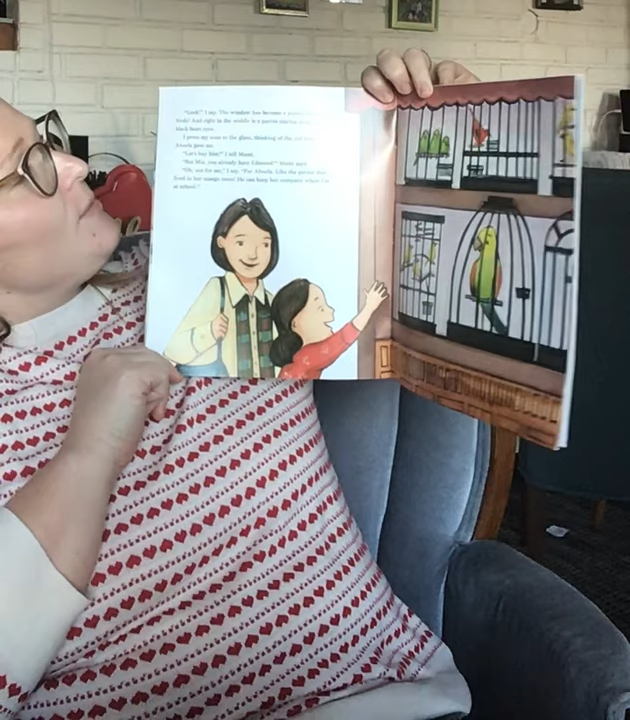 "Look!" I say. The window has become a
birds! And right in the middle is a parrot staring
black bean eyes.
I press my nose to the glass, thinking of the
Abuela gave me.
"Let's buy him!" I tell Mami.
"But Mia, you already have Edmund," Mami says.
"Oh, not for me," I say. "For Abuela. Like the parrot that
lived in her mango trees! He can keep her company when I'm
at school."